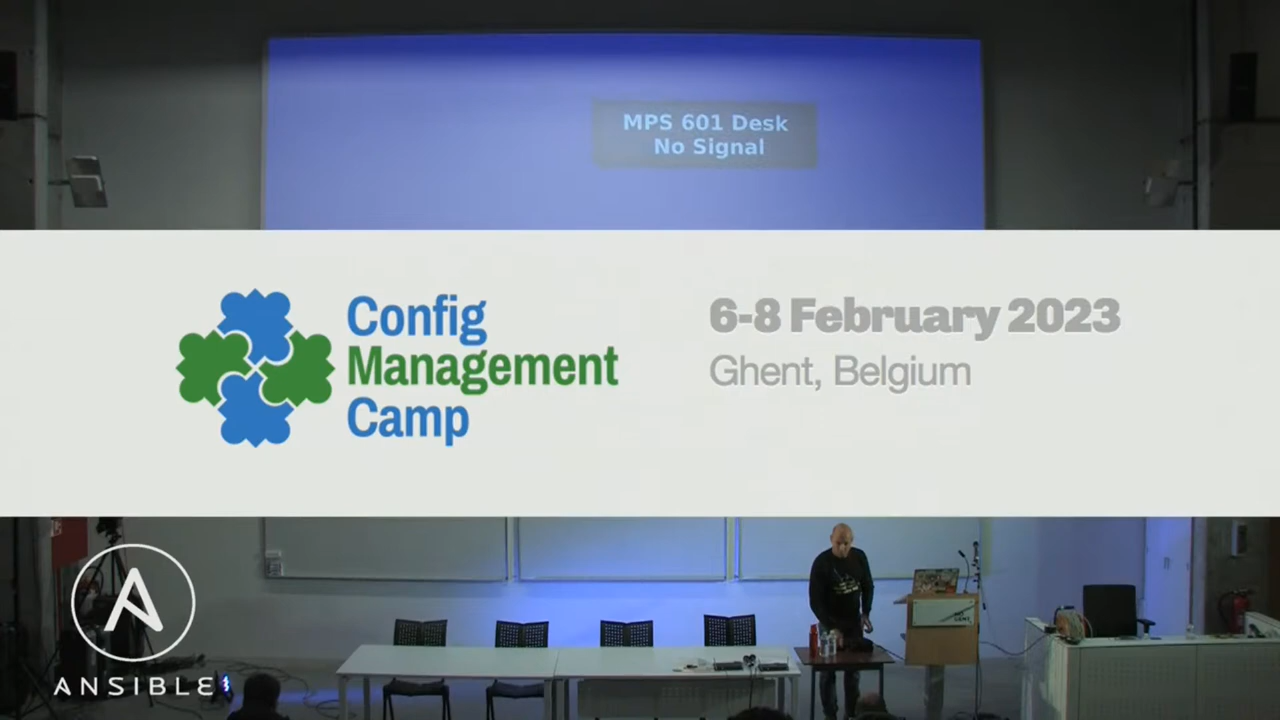 MPS 601 Desk
No Signal
Config
Management
Camp
6-8 February 2023
Ghent, Belgium
ANSIBLE